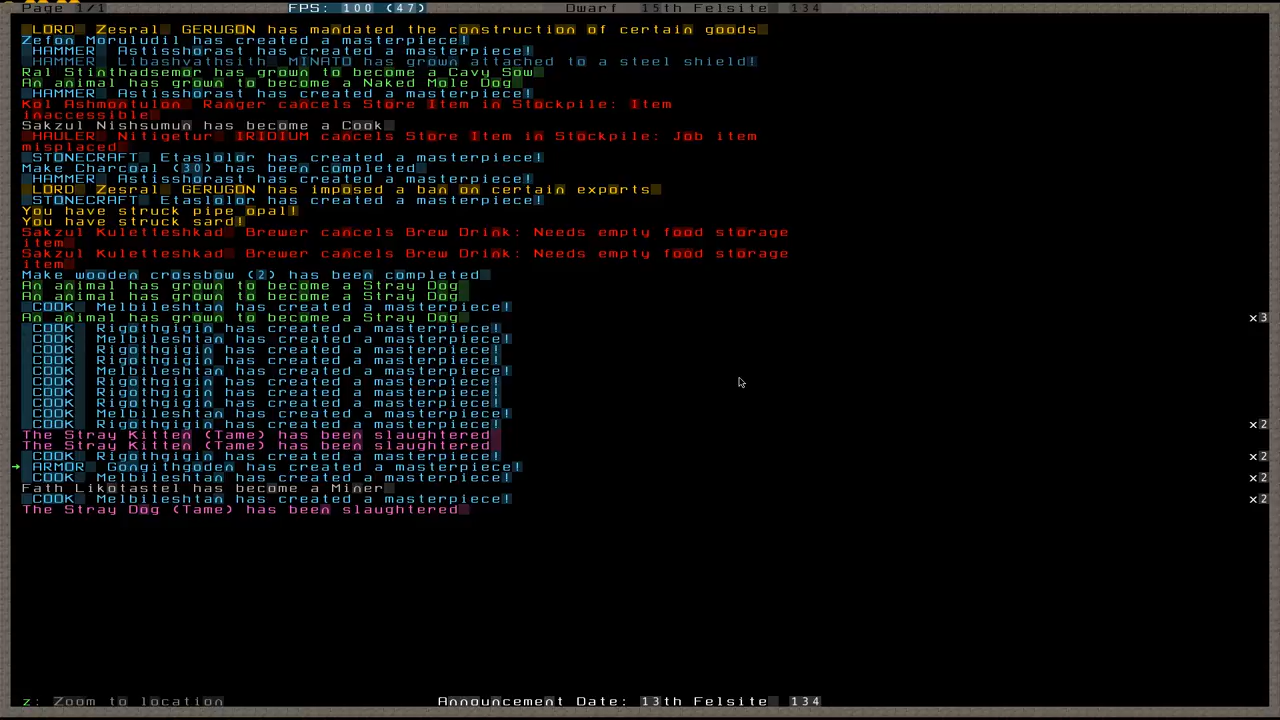 Page 1/1 FPS: 100 (47) Dwarf 15th Felsite 134
LORD Zesral GERUGON has mandated the construction of certain goods
Zefon Moruludil has created a masterpiece!
HAMMER Astisshorast has created a masterpiece!
HAMMER Libashvathsith MINATO has grown attached to a steel shield!
Ral Stinthadsemor has grown to become a Cavy Sow
An animal has grown to become a Naked Mole Dog
HAMMER Astisshorast has created a masterpiece!
Kol Ashmontulon Ranger cancels Store Item in Stockpile: Item
inaccessible
Sakzul Nishsumun has become a Cook
HAULER Nitigetur IRIDIUM cancels Store Item in Stockpile: Job item
misplaced
STONECRAFT Etaslolor has created a masterpiece!
Make Charcoal (30) has been completed
HAMMER Astisshorast has created a masterpiece!
LORD Zesral GERUGON has imposed a ban on certain exports
STONECRAFT Etaslolor has created a masterpiece!
You have struck pipe opal!
You have struck sard!
Sakzul Kuletteshkad Brewer cancels Brew Drink: Needs empty food storage
item
Sakzul Kuletteshkad Brewer cancels Brew Drink: Needs empty food storage
item
Make wooden crossbow (2) has been completed
An animal has grown to become a Stray Dog
An animal has grown to become a Stray Dog
COOK Melbileshtan has created a masterpiece!
An animal has grown to become a Stray Dog x3
COOK Rigothgigin has created a masterpiece!
COOK Melbileshtan has created a masterpiece!
COOK Rigothgigin has created a masterpiece!
COOK Rigothgigin has created a masterpiece!
COOK Melbileshtan has created a masterpiece!
COOK Rigothgigin has created a masterpiece!
COOK Rigothgigin has created a masterpiece!
COOK Rigothgigin has created a masterpiece!
COOK Melbileshtan has created a masterpiece!
COOK Rigothgigin has created a masterpiece! x2
The Stray Kitten (Tame) has been slaughtered
The Stray Kitten (Tame) has been slaughtered
COOK Rigothgigin has created a masterpiece! x2
ARMOR Gongithgoden has created a masterpiece!
COOK Melbileshtan has created a masterpiece! x2
Fath Likotastel has become a Miner
COOK Melbileshtan has created a masterpiece! x2
The Stray Dog (Tame) has been slaughtered
z: Zoom to location Announcement Date: 13th Felsite 134